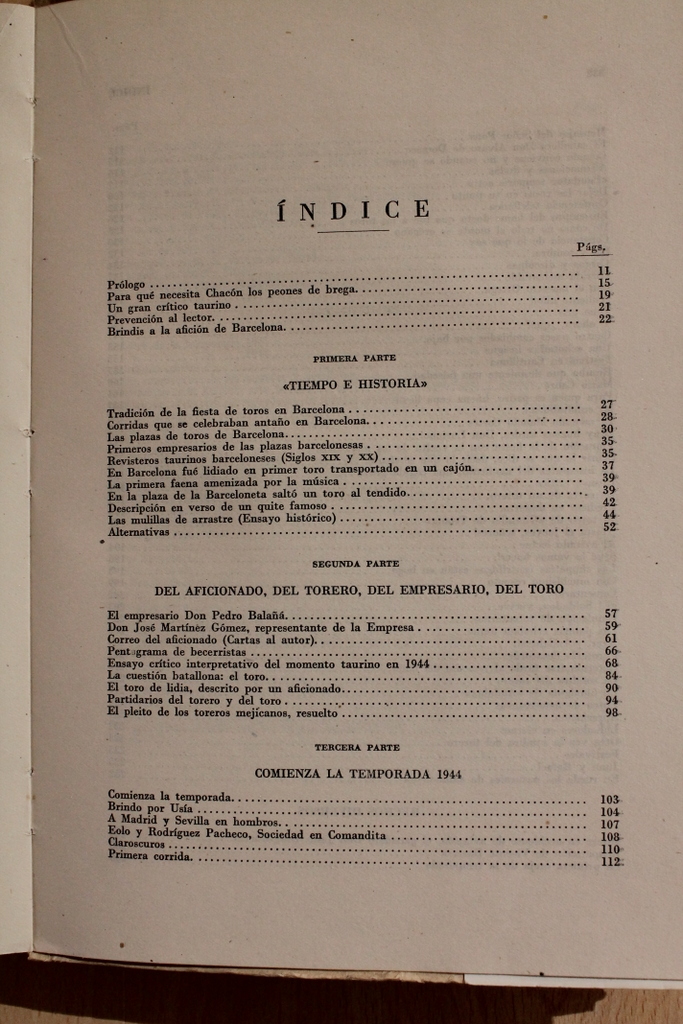 ÍNDICE
Págs.
Prólogo ........ 11
Para qué necesita Chacón los peones de brega. ........ 15
Un gran crítico taurino ........ 19
Prevención al lector. ........ 21
Brindis a la afición de Barcelona. ........ 22
PRIMERA PARTE
«TIEMPO E HISTORIA»
Tradición de la fiesta de toros en Barcelona ........ 27
Corridas que se celebraban antaño en Barcelona. ........ 28
Las plazas de toros de Barcelona. ........ 30
Primeros empresarios de las plazas barcelonesas ........ 35
Revisteros taurinos barceloneses (Siglos XIX y XX) ........ 35
En Barcelona fué lidiado en primer toro transportado en un cajón. ........ 37
La primera faena amenizada por la música ........ 39
En la plaza de la Barceloneta saltó un toro al tendido. ........ 39
Descripción en verso de un quite famoso ........ 42
Las mulillas de arrastre (Ensayo histórico) ........ 44
Alternativas ........ 52
SEGUNDA PARTE
DEL AFICIONADO, DEL TORERO, DEL EMPRESARIO, DEL TORO
El empresario Don Pedro Balañá. ........ 57
Don José Martínez Gómez, representante de la Empresa ........ 59
Correo del aficionado (Cartas al autor). ........ 61
Pentagrama de becerristas ........ 66
Ensayo crítico interpretativo del momento taurino en 1944 ........ 68
La cuestión batallona: el toro. ........ 84
El toro de lidia, descrito por un aficionado. ........ 90
Partidarios del torero y del toro ........ 94
El pleito de los toreros mejicanos, resuelto ........ 98
TERCERA PARTE
COMIENZA LA TEMPORADA 1944
Comienza la temporada. ........ 103
Brindo por Usía ........ 104
A Madrid y Sevilla en hombros. ........ 107
Eolo y Rodríguez Pacheco, Sociedad en Comandita ........ 108
Claroscuros ........ 110
Primera corrida. ........ 112